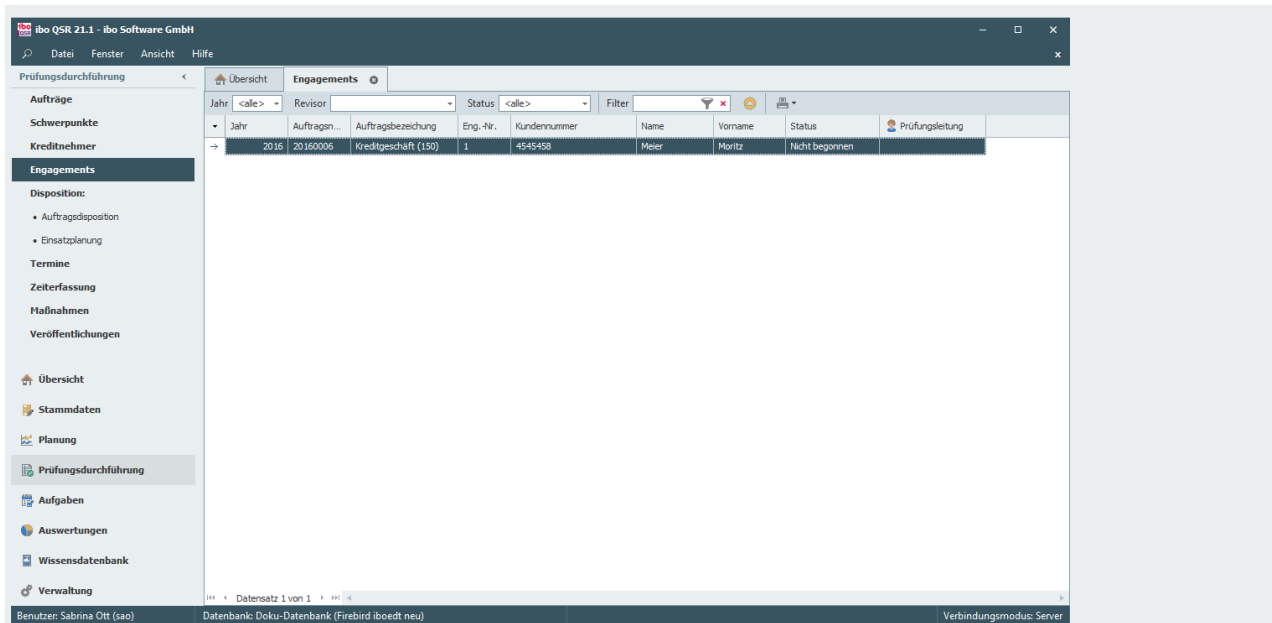 ibo QSR 21.1 - ibo Software GmbH
Datei Fenster Ansicht Hilfe
Prüfungsdurchführung
Aufträge
Schwerpunkte
Kreditnehmer
Engagements
Disposition:
• Auftragsdisposition
• Einsatzplanung
Termine
Zeiterfassung
Maßnahmen
Veröffentlichungen
Übersicht
Stammdaten
Planung
Prüfungsdurchführung
Aufgaben
Auswertungen
Wissensdatenbank
Verwaltung
Übersicht Engagements
Jahr <alle> Revisor Status <alle> Filter
Jahr Auftragsn... Auftragsbezeichung Eng.-Nr. Kundennummer Name Vorname Status Prüfungsleitung
2016 20160006 Kreditgeschäft (150) 1 4545458 Meier Moritz Nicht begonnen
Datensatz 1 von 1
Benutzer: Sabrina Ott (sao) Datenbank: Doku-Datenbank (Firebird iboedt neu) Verbindungsmodus: Server